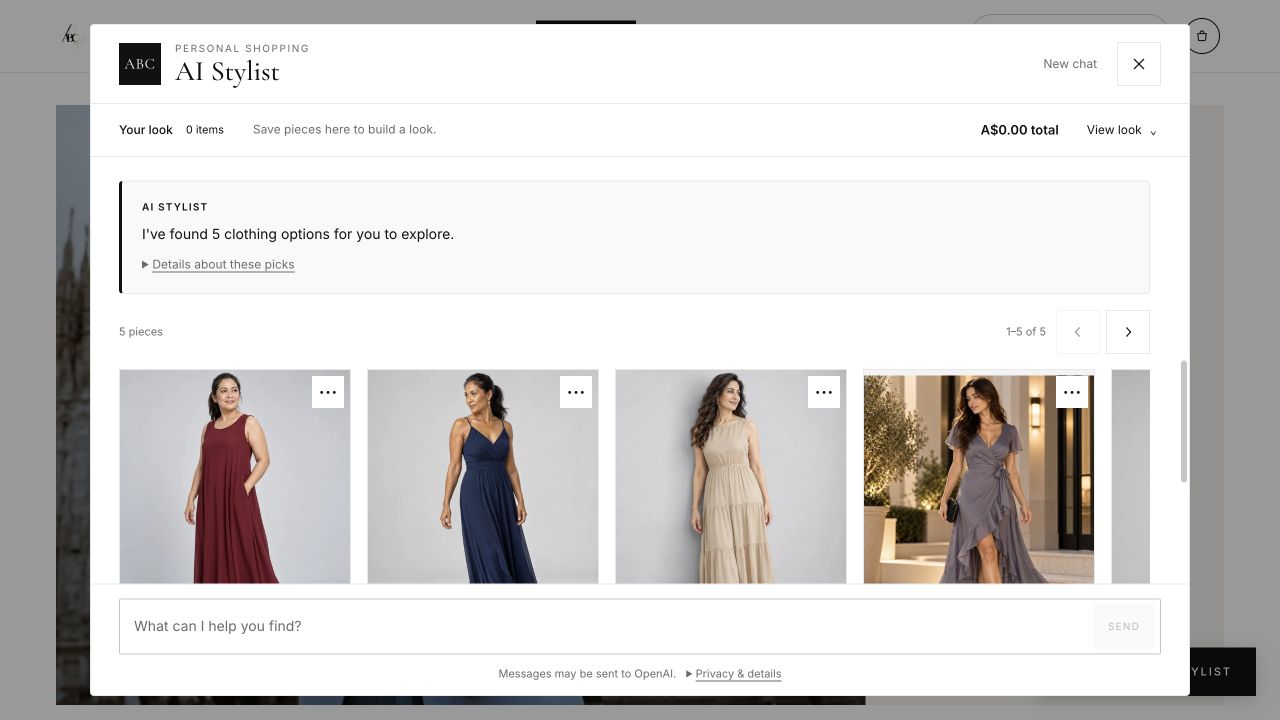 ABC
PERSONAL SHOPPING
AI Stylist
New chat
Your look 0 items Save pieces here to build a look. A$0.00 total View look
AI STYLIST
I've found 5 clothing options for you to explore.
Details about these picks
5 pieces 1–5 of 5
What can I help you find? SEND
Messages may be sent to OpenAI. Privacy & details
YLIST